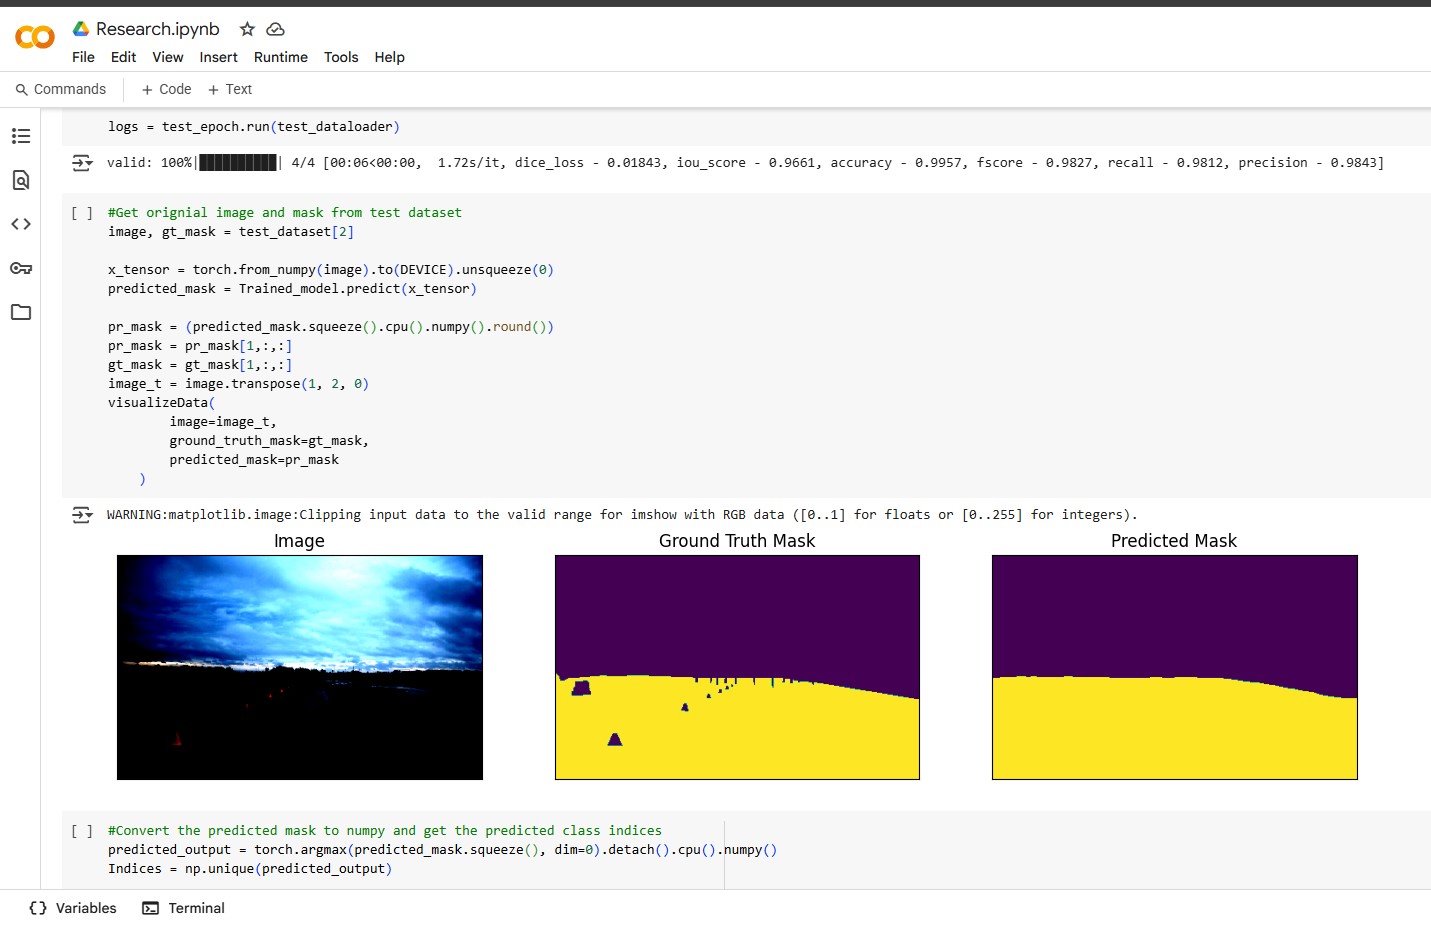 Research.ipynb
File Edit View Insert Runtime Tools Help
Commands + Code + Text
logs = test_epoch.run(test_dataloader)
valid: 100%|██████████| 4/4 [00:06<00:00,  1.72s/it, dice_loss - 0.01843, iou_score - 0.9661, accuracy - 0.9957, fscore - 0.9827, recall - 0.9812, precision - 0.9843]
[ ] #Get orignial image and mask from test dataset
image, gt_mask = test_dataset[2]
x_tensor = torch.from_numpy(image).to(DEVICE).unsqueeze(0)
predicted_mask = Trained_model.predict(x_tensor)
pr_mask = (predicted_mask.squeeze().cpu().numpy().round())
pr_mask = pr_mask[1,:,:]
gt_mask = gt_mask[1,:,:]
image_t = image.transpose(1, 2, 0)
visualizeData(
image=image_t,
ground_truth_mask=gt_mask,
predicted_mask=pr_mask
)
WARNING:matplotlib.image:Clipping input data to the valid range for imshow with RGB data ([0..1] for floats or [0..255] for integers).
Image Ground Truth Mask Predicted Mask
[ ] #Convert the predicted mask to numpy and get the predicted class indices
predicted_output = torch.argmax(predicted_mask.squeeze(), dim=0).detach().cpu().numpy()
Indices = np.unique(predicted_output)
Variables Terminal